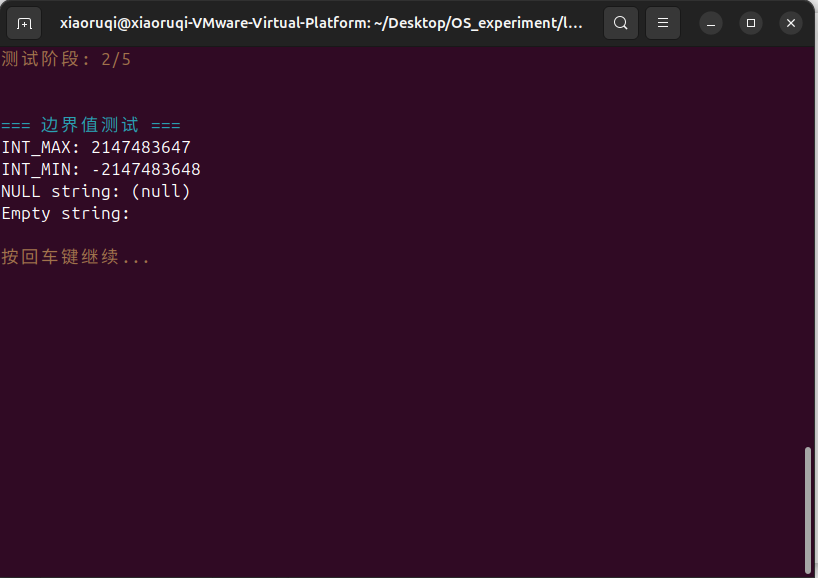 xiaoruqi@xiaoruqi-VMware-Virtual-Platform: ~/Desktop/OS_experiment/l...
测试阶段: 2/5
=== 边界值测试 ===
INT_MAX: 2147483647
INT_MIN: -2147483648
NULL string: (null)
Empty string:
按回车键继续...